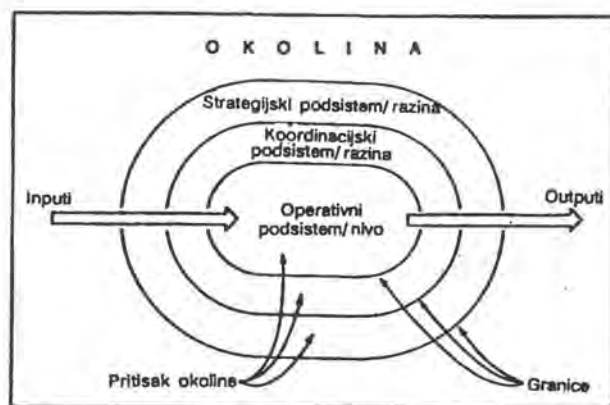 O K O L I N A
Strategijski podsistem/razina
Koordinacijski
podsistem/razina
Inputi
Operativni
podsistem/nivo
Outputi
Pritisak okoline
Granice